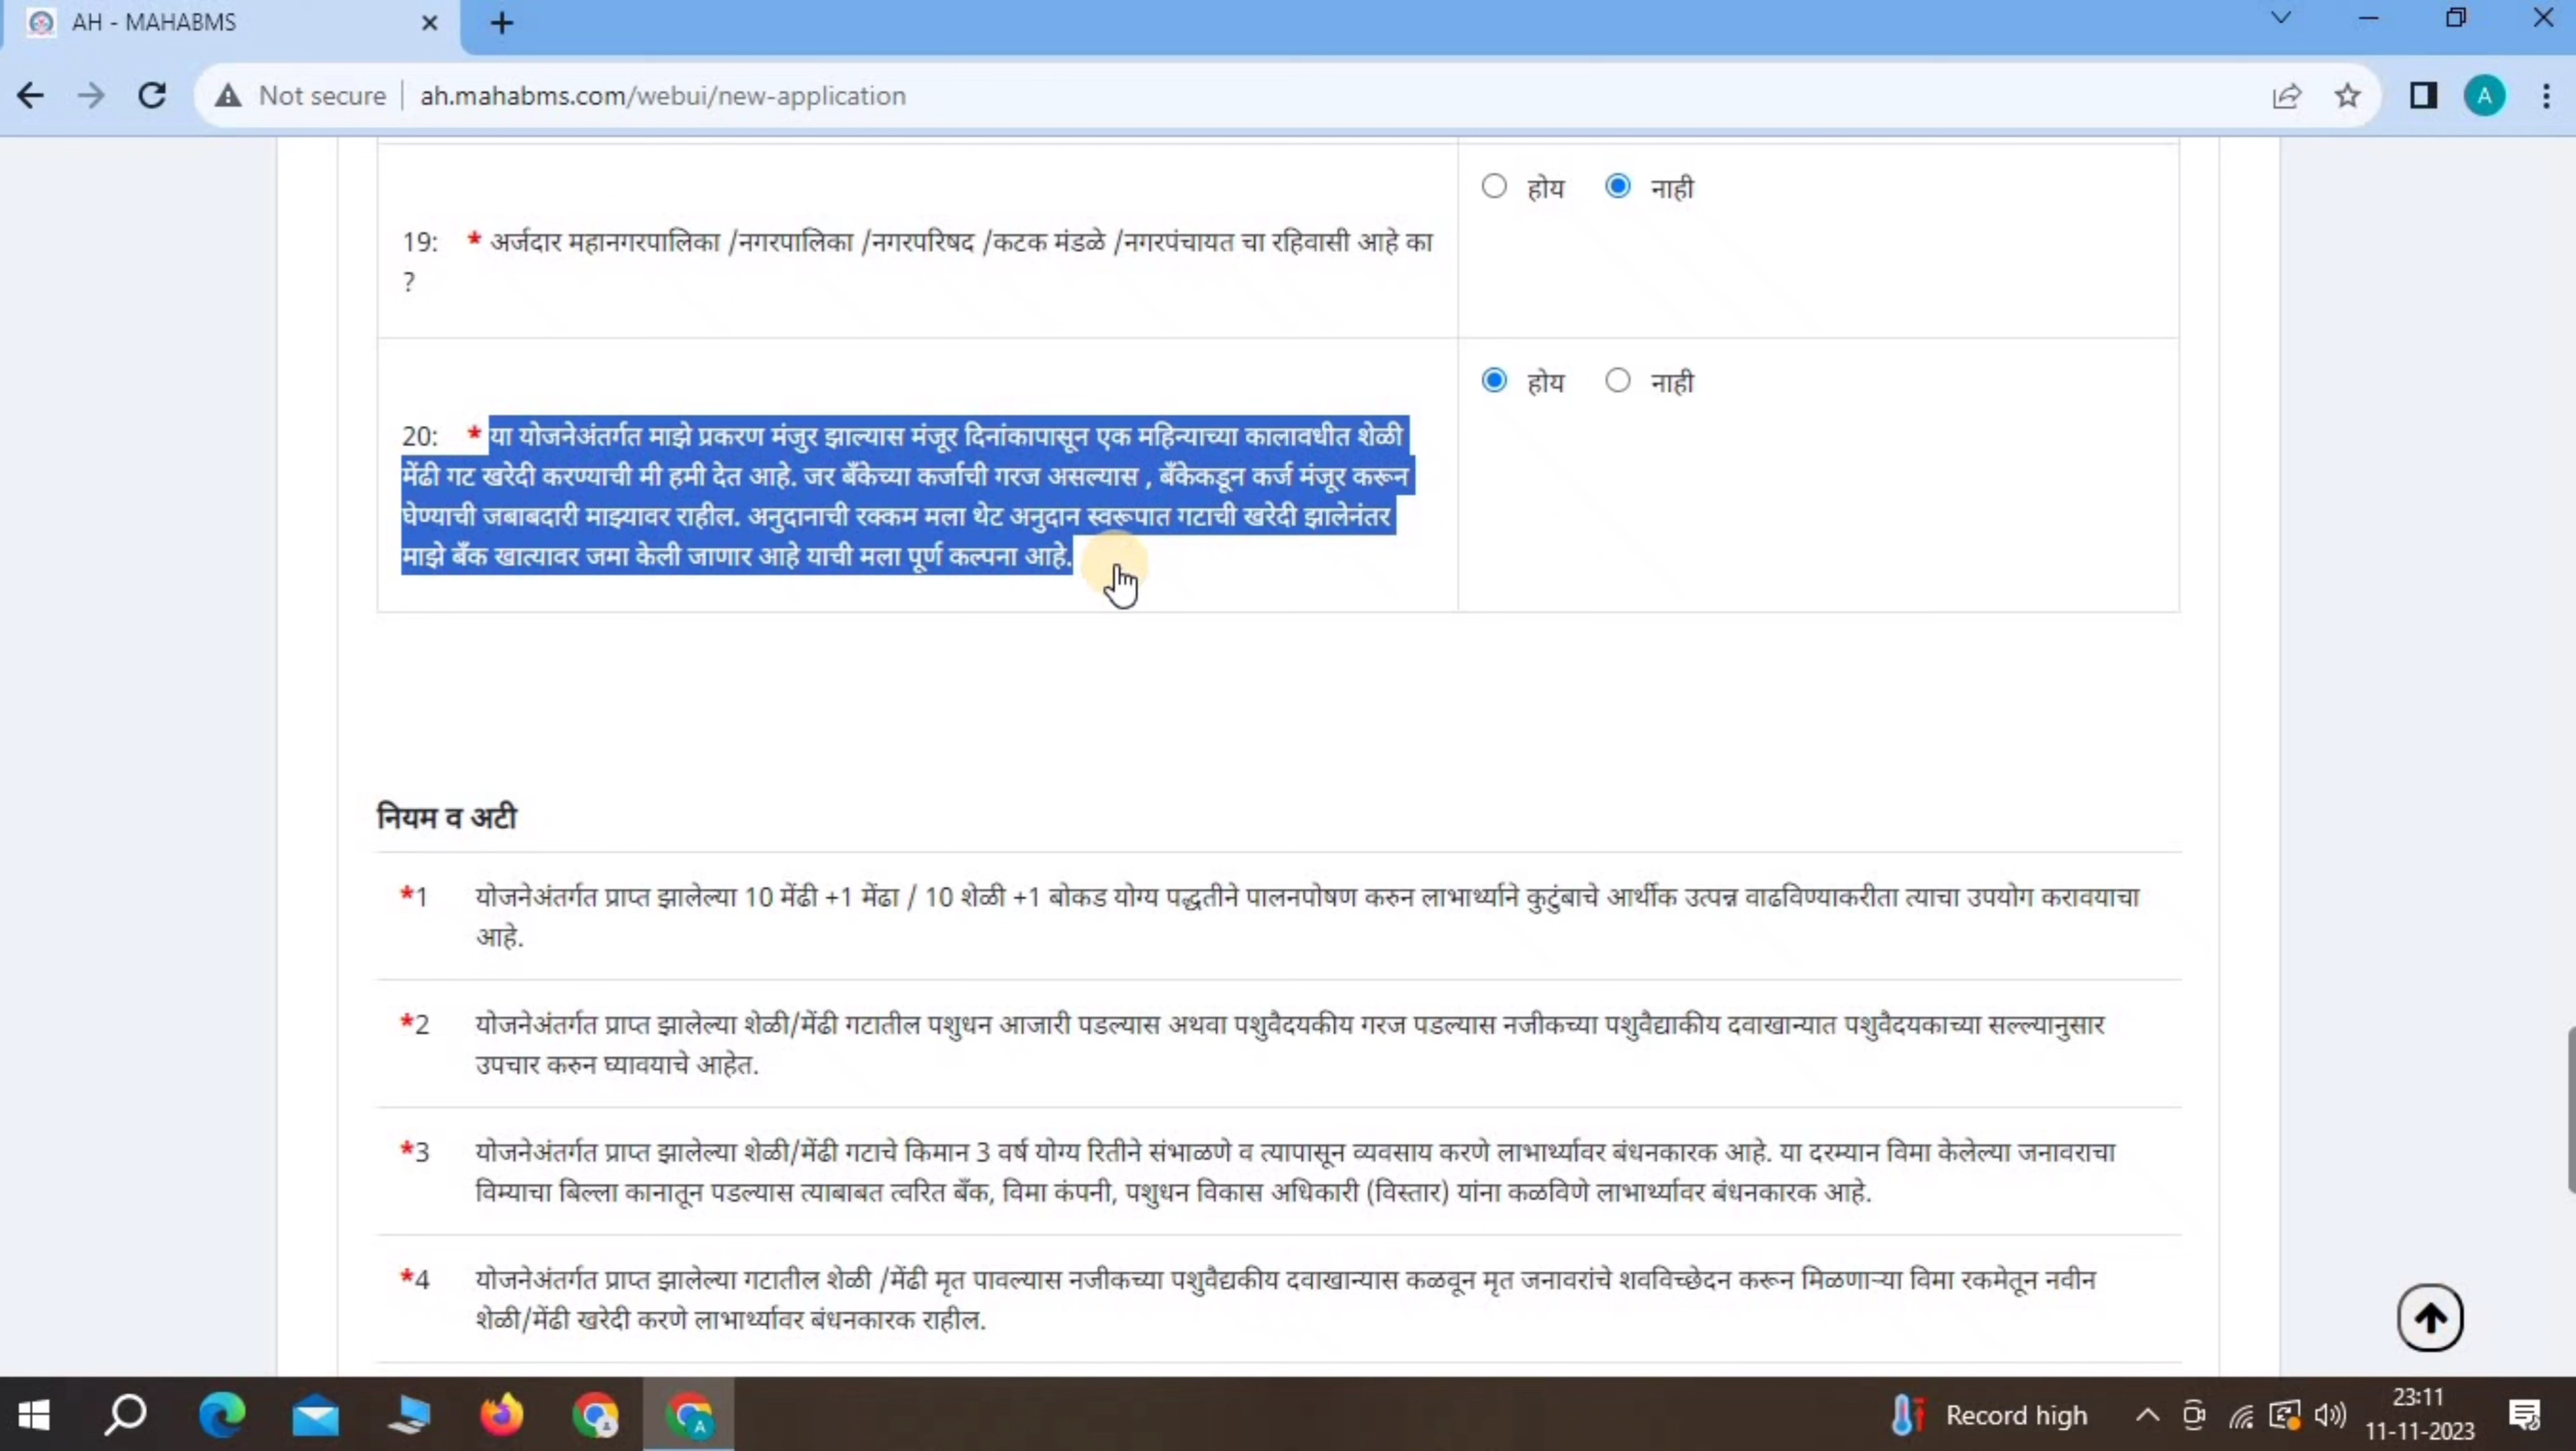 AH - MAHABMS
Not secure | ah.mahabms.com/webui/new-application
A
होय नाही
19: * अर्जदार महानगरपालिका /नगरपालिका /नगरपरिषद /कटक मंडळे /नगरपंचायत चा रहिवासी आहे का
?
होय नाही
20: * या योजनेअंतर्गत माझे प्रकरण मंजुर झाल्यास मंजूर दिनांकापासून एक महिन्याच्या कालावधीत शेळी
मेंढी गट खरेदी करण्याची मी हमी देत आहे. जर बँकेच्या कर्जाची गरज असल्यास , बँकेकडून कर्ज मंजूर करून
घेण्याची जबाबदारी माझ्यावर राहील. अनुदानाची रक्कम मला थेट अनुदान स्वरूपात गटाची खरेदी झालेनंतर
माझे बँक खात्यावर जमा केली जाणार आहे याची मला पूर्ण कल्पना आहे.
नियम व अटी
*1 योजनेअंतर्गत प्राप्त झालेल्या 10 मेंढी +1 मेंढा / 10 शेळी +1 बोकड योग्य पद्धतीने पालनपोषण करुन लाभार्थ्याने कुटुंबाचे आर्थीक उत्पन्न वाढविण्याकरीता त्याचा उपयोग करावयाचा
आहे.
*2 योजनेअंतर्गत प्राप्त झालेल्या शेळी/मेंढी गटातील पशुधन आजारी पडल्यास अथवा पशुवैदयकीय गरज पडल्यास नजीकच्या पशुवैद्याकीय दवाखान्यात पशुवैदयकाच्या सल्ल्यानुसार
उपचार करुन घ्यावयाचे आहेत.
*3 योजनेअंतर्गत प्राप्त झालेल्या शेळी/मेंढी गटाचे किमान 3 वर्ष योग्य रितीने संभाळणे व त्यापासून व्यवसाय करणे लाभार्थ्यावर बंधनकारक आहे. या दरम्यान विमा केलेल्या जनावराचा
विम्याचा बिल्ला कानातून पडल्यास त्याबाबत त्वरित बँक, विमा कंपनी, पशुधन विकास अधिकारी (विस्तार) यांना कळविणे लाभार्थ्यावर बंधनकारक आहे.
*4 योजनेअंतर्गत प्राप्त झालेल्या गटातील शेळी /मेंढी मृत पावल्यास नजीकच्या पशुवैद्यकीय दवाखान्यास कळवून मृत जनावरांचे शवविच्छेदन करून मिळणाऱ्या विमा रकमेतून नवीन
शेळी/मेंढी खरेदी करणे लाभार्थ्यावर बंधनकारक राहील.
A
Record high
23:11
11-11-2023